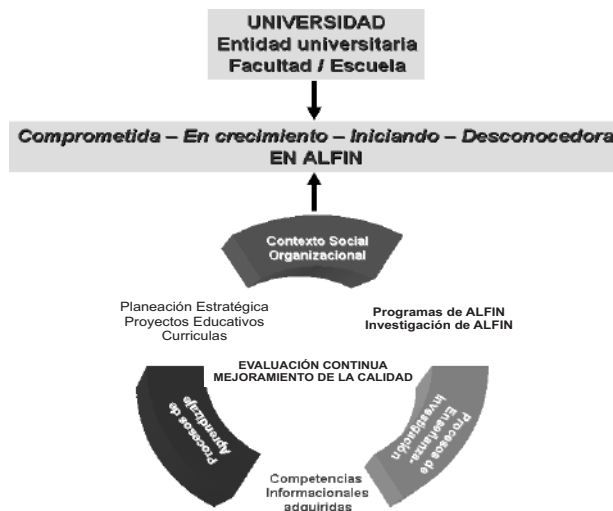 UNIVERSIDAD
Entidad universitaria
Facultad / Escuela
Comprometida – En crecimiento – Iniciando – Desconocedora
EN ALFIN
Contexto Social
Organizacional
Planeación Estratégica
Proyectos Educativos
Curriculas
Programas de ALFIN
Investigación de ALFIN
EVALUACIÓN CONTINUA
MEJORAMIENTO DE LA CALIDAD
Procesos de
Aprendizaje
Procesos de
Enseñanza-
Investigación
Competencias
Informacionales
adquiridas